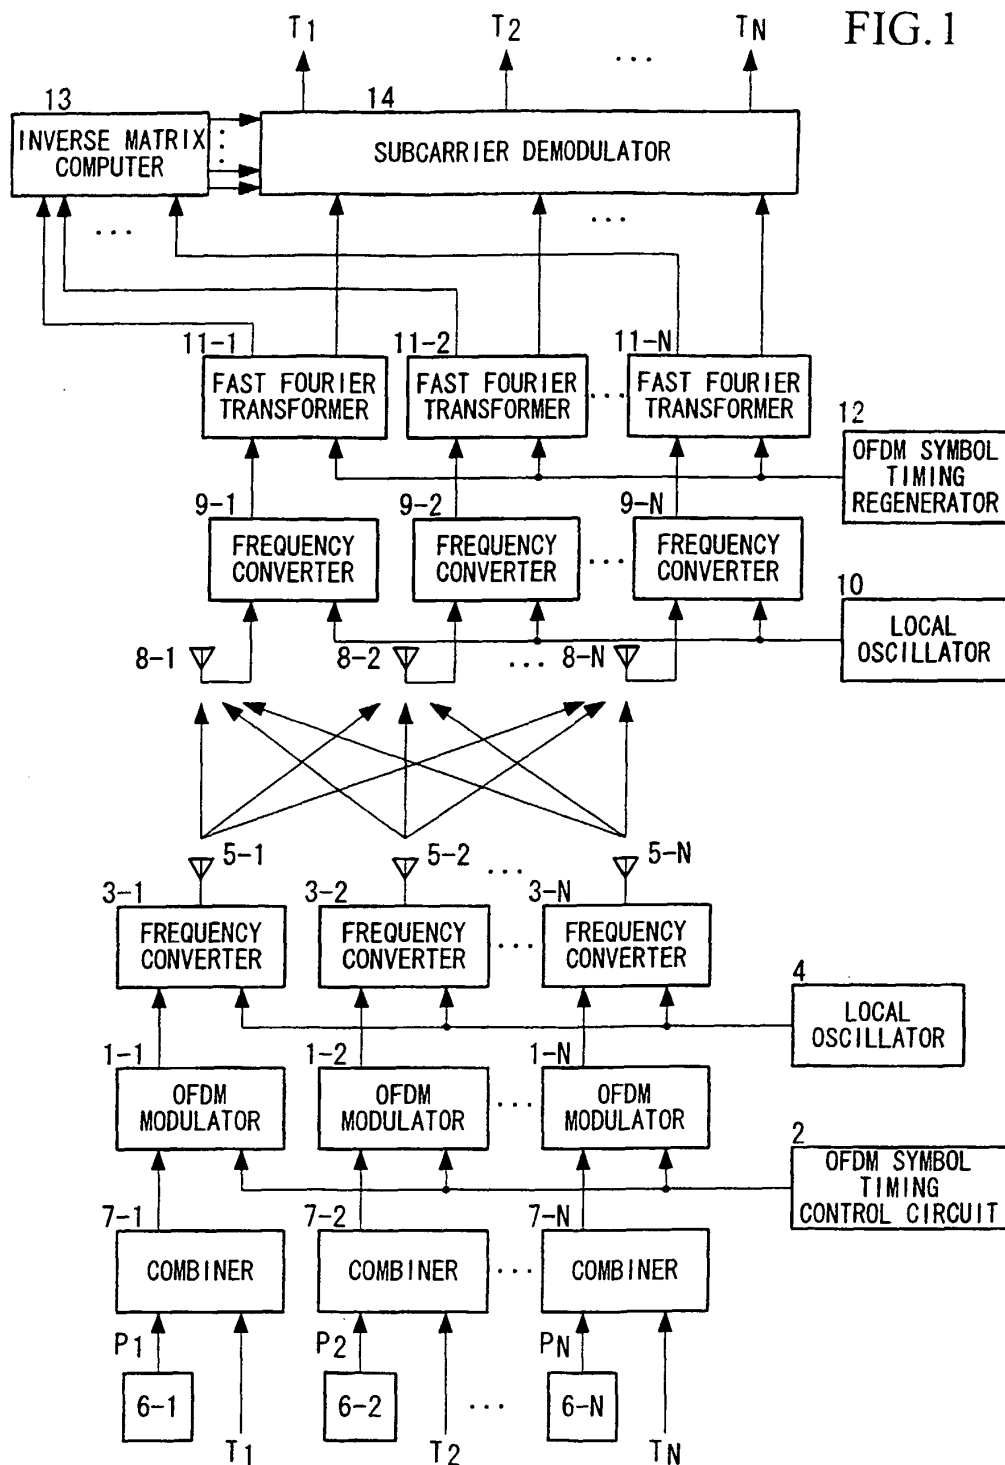 FIG. 1
T1 T2 ... TN
13 14
INVERSE MATRIX
COMPUTER
SUBCARRIER DEMODULATOR
...
...
...
11-1 11-2 11-N
FAST FOURIER
TRANSFORMER
FAST FOURIER
TRANSFORMER
...
FAST FOURIER
TRANSFORMER
12
OFDM SYMBOL
TIMING
REGENERATOR
9-1 9-2 9-N
FREQUENCY
CONVERTER
FREQUENCY
CONVERTER
...
FREQUENCY
CONVERTER
10
LOCAL
OSCILLATOR
8-1 8-2 ... 8-N
5-1 5-2 ... 5-N
3-1 3-2 3-N
FREQUENCY
CONVERTER
FREQUENCY
CONVERTER
...
FREQUENCY
CONVERTER
4
LOCAL
OSCILLATOR
1-1 1-2 1-N
OFDM
MODULATOR
OFDM
MODULATOR
...
OFDM
MODULATOR
2
OFDM SYMBOL
TIMING
CONTROL CIRCUIT
7-1 7-2 7-N
COMBINER COMBINER ... COMBINER
P1 P2 PN
6-1 6-2 ... 6-N
T1 T2 TN